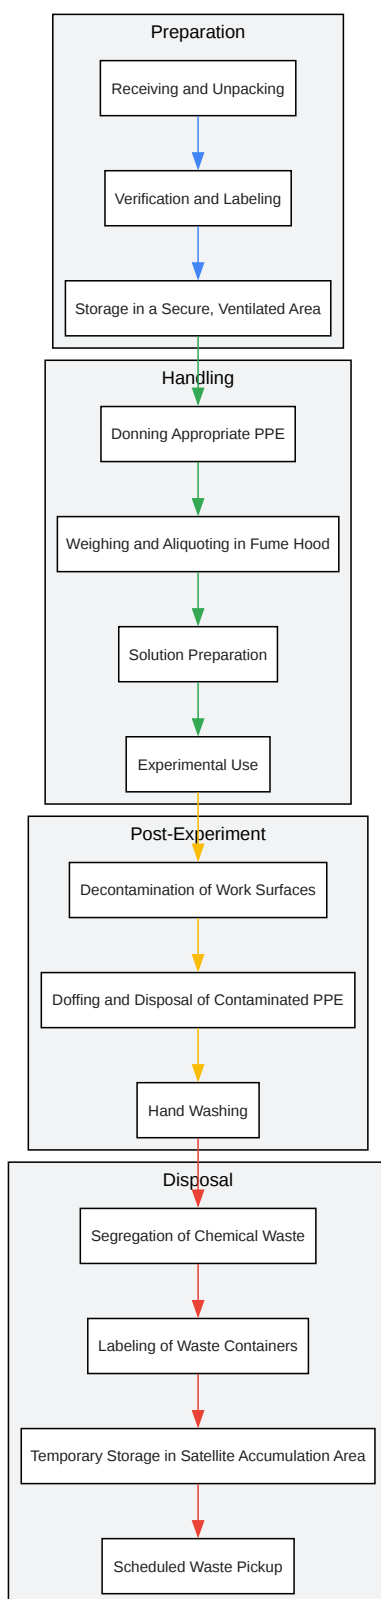 Preparation
Receiving and Unpacking
Verification and Labeling
Storage in a Secure, Ventilated Area
Handling
Donning Appropriate PPE
Weighing and Aliquoting in Fume Hood
Solution Preparation
Experimental Use
Post-Experiment
Decontamination of Work Surfaces
Doffing and Disposal of Contaminated PPE
Hand Washing
Disposal
Segregation of Chemical Waste
Labeling of Waste Containers
Temporary Storage in Satellite Accumulation Area
Scheduled Waste Pickup